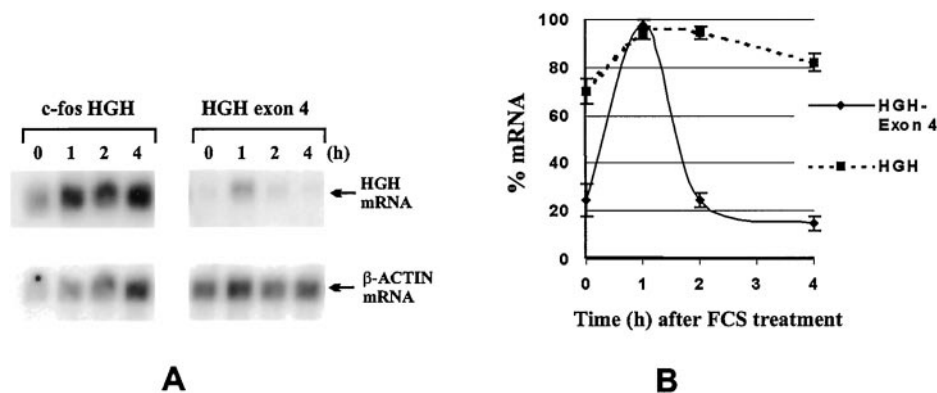 c-fos HGH
HGH exon 4
0 1 2 4
0 1 2 4 (h)
HGH
mRNA
β-ACTIN
mRNA
A
% mRNA
100
80
60
40
20
0
0 1 2 3 4
Time (h) after FCS treatment
HGH-
Exon 4
HGH
B